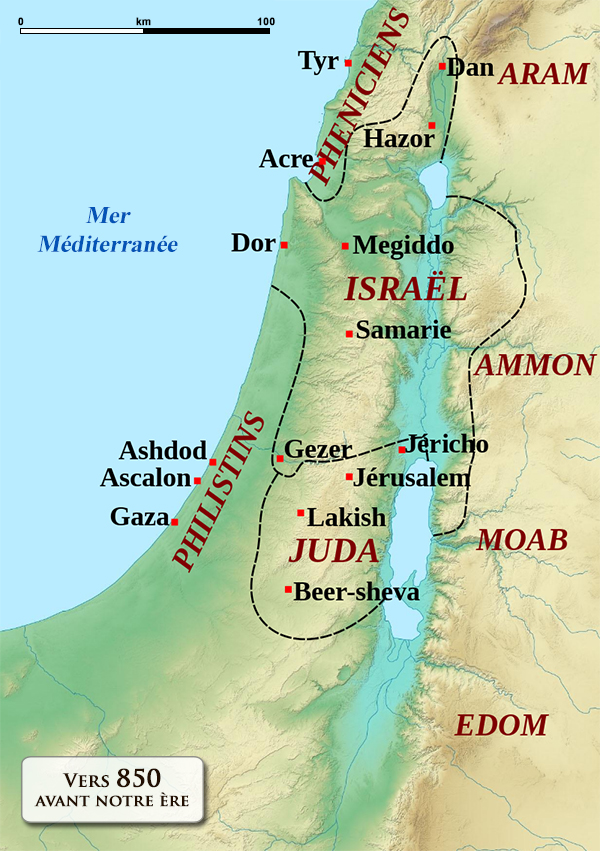 0 km 100
PHENICIENS
Tyr
Dan
ARAM
Hazor
Acre
Mer
Méditerranée
Dor
Megiddo
ISRAËL
Samarie
AMMON
PHILISTINS
Ashdod
Gezer
Jéricho
Ascalon
Jérusalem
Gaza
Lakish
JUDA
MOAB
Beer-sheva
EDOM
VERS 850
AVANT NOTRE ÈRE